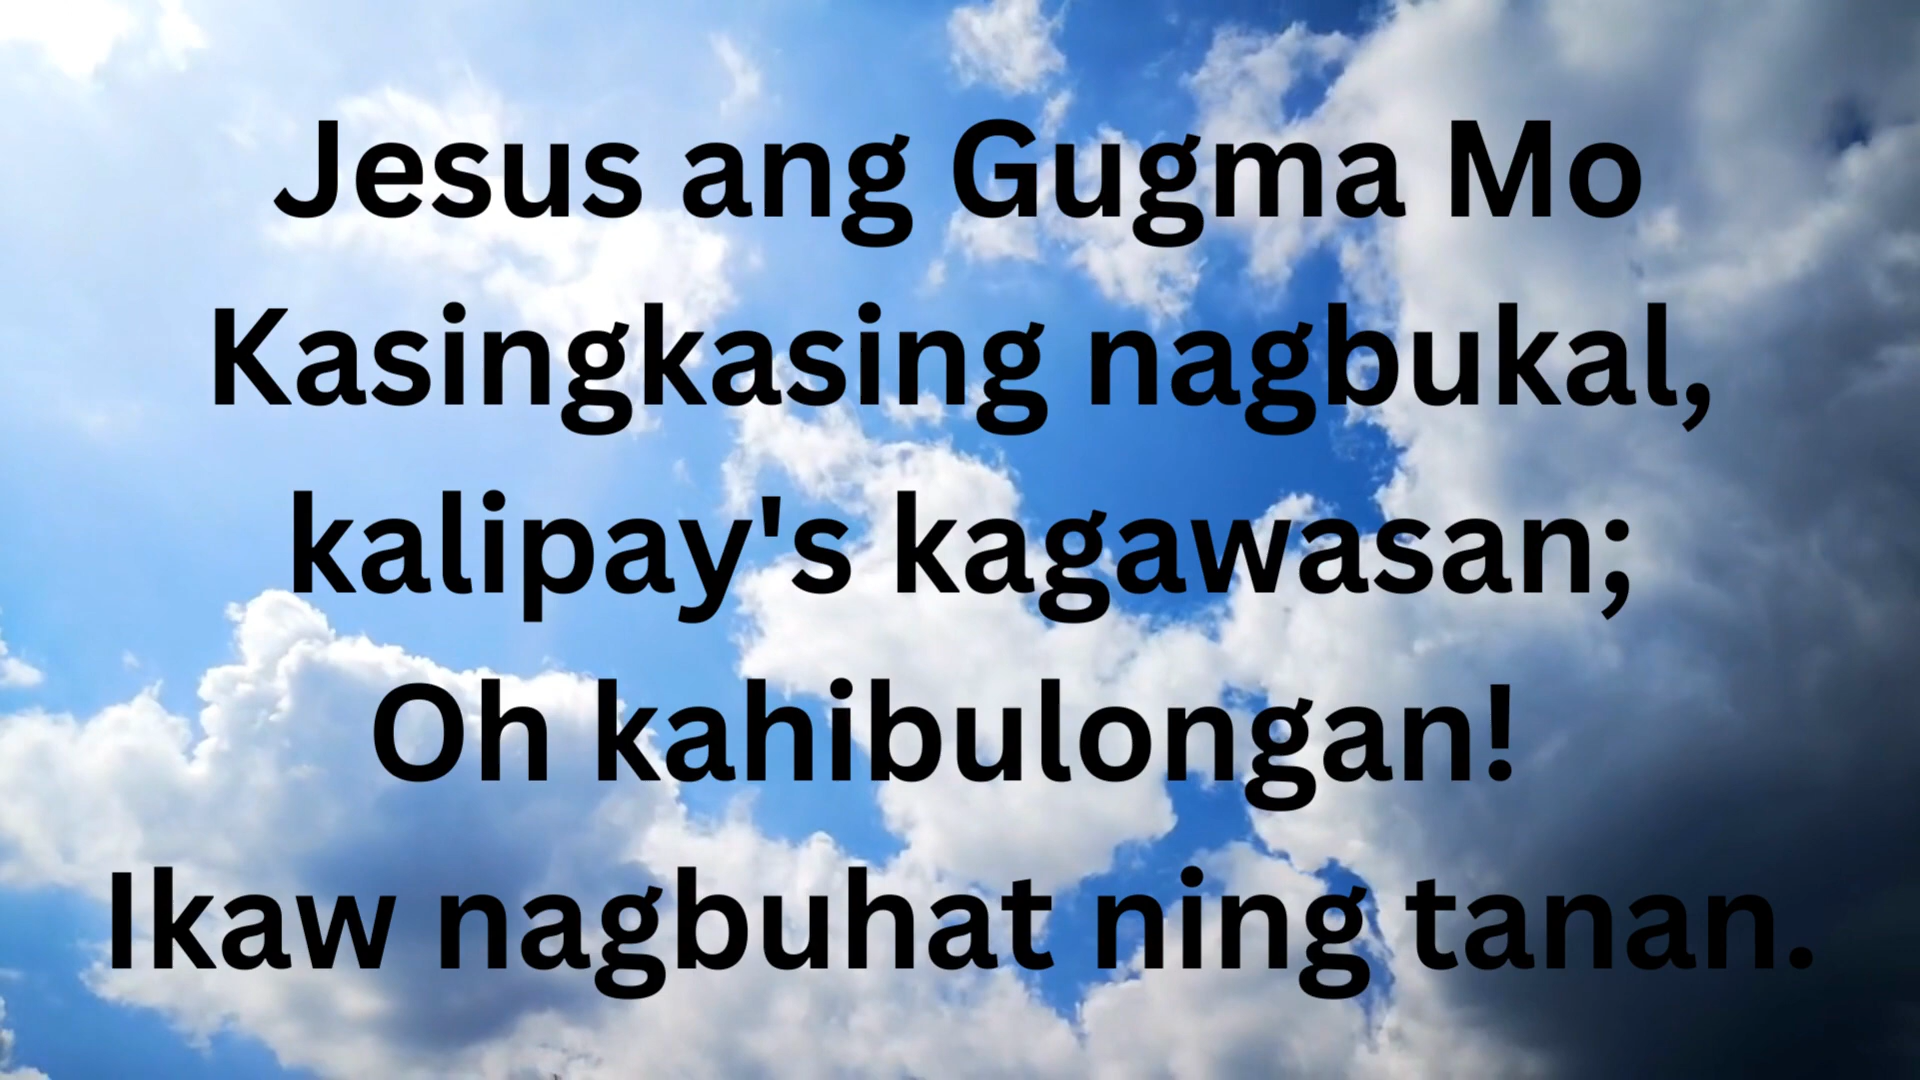 Jesus ang Gugma Mo
Kasingkasing nagbukal,
kalipay's kagawasan;
Oh kahibulongan!
Ikaw nagbuhat ning tanan.